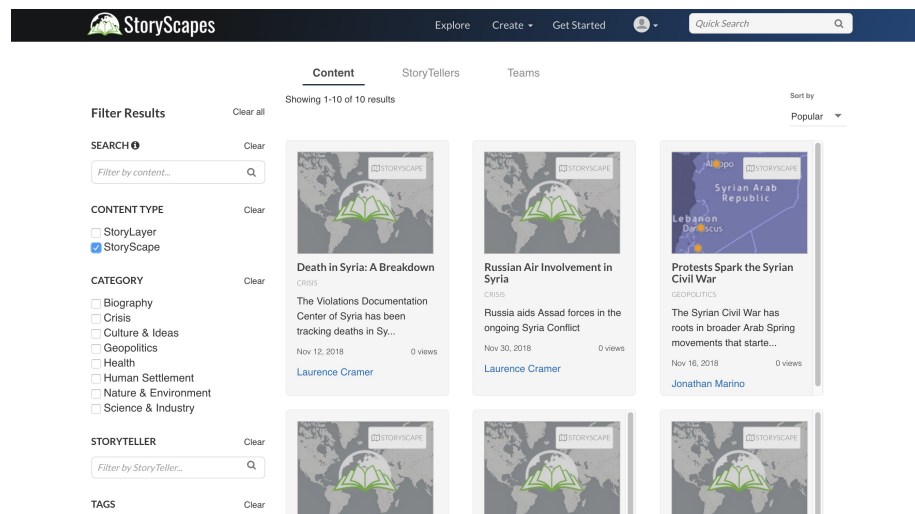 StoryScapes
Explore Create Get Started
Quick Search
Content StoryTellers Teams
Showing 1-10 of 10 results
Sort by
Popular
Filter Results Clear all
SEARCH Clear
Filter by content...
CONTENT TYPE Clear
StoryLayer
StoryScape
CATEGORY Clear
Biography
Crisis
Culture & Ideas
Geopolitics
Health
Human Settlement
Nature & Environment
Science & Industry
STORYTELLER Clear
Filter by StoryTeller...
TAGS Clear
STORYSCAPE
Death in Syria: A Breakdown
CRISIS
The Violations Documentation
Center of Syria has been
tracking deaths in Sy...
Nov 12, 2018 0 views
Laurence Cramer
STORYSCAPE
Russian Air Involvement in
Syria
CRISIS
Russia aids Assad forces in the
ongoing Syria Conflict
Nov 30, 2018 0 views
Laurence Cramer
STORYSCAPE
Aleppo
Syrian Arab
Republic
Lebanon
Damascus
Protests Spark the Syrian
Civil War
GEOPOLITICS
The Syrian Civil War has
roots in broader Arab Spring
movements that starte...
Nov 16, 2018 0 views
Jonathan Marino
STORYSCAPE
STORYSCAPE
STORYSCAPE